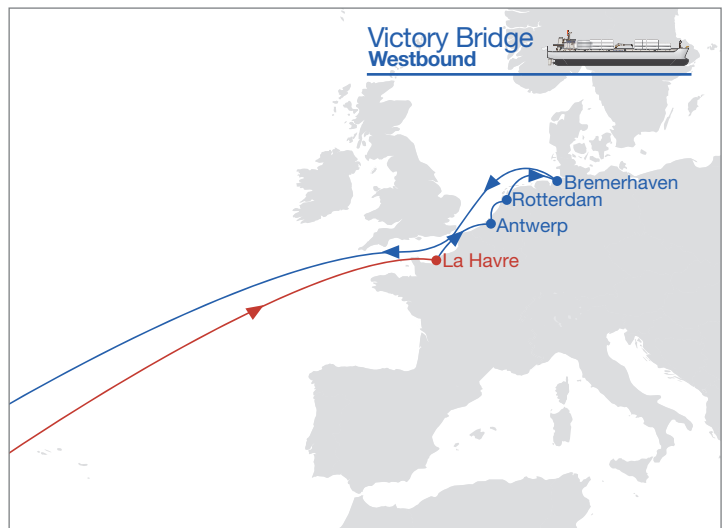 Victory Bridge
Westbound
Bremerhaven
Rotterdam
Antwerp
La Havre